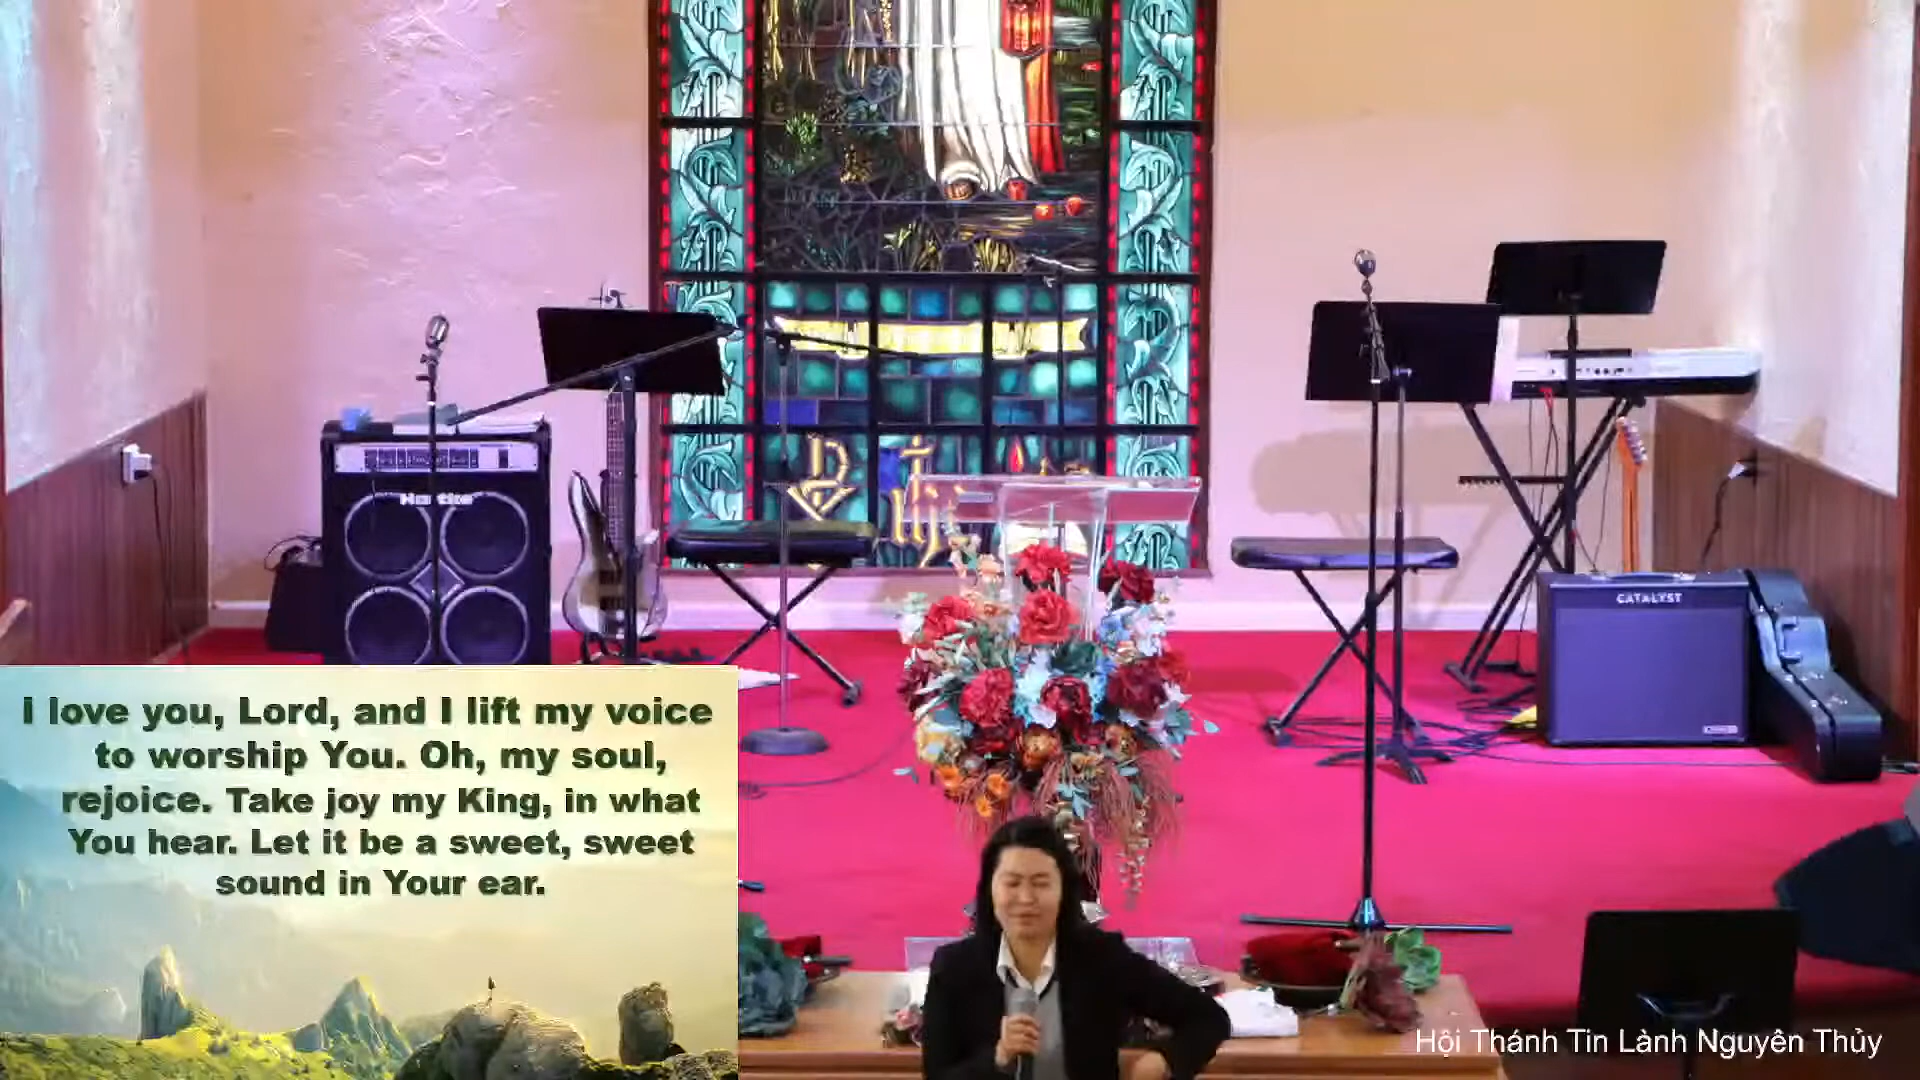 Hartke
CATALYST
I love you, Lord, and I lift my voice
to worship You. Oh, my soul,
rejoice. Take joy my King, in what
You hear. Let it be a sweet, sweet
sound in Your ear.
Hội Thánh Tin Lành Nguyên Thủy